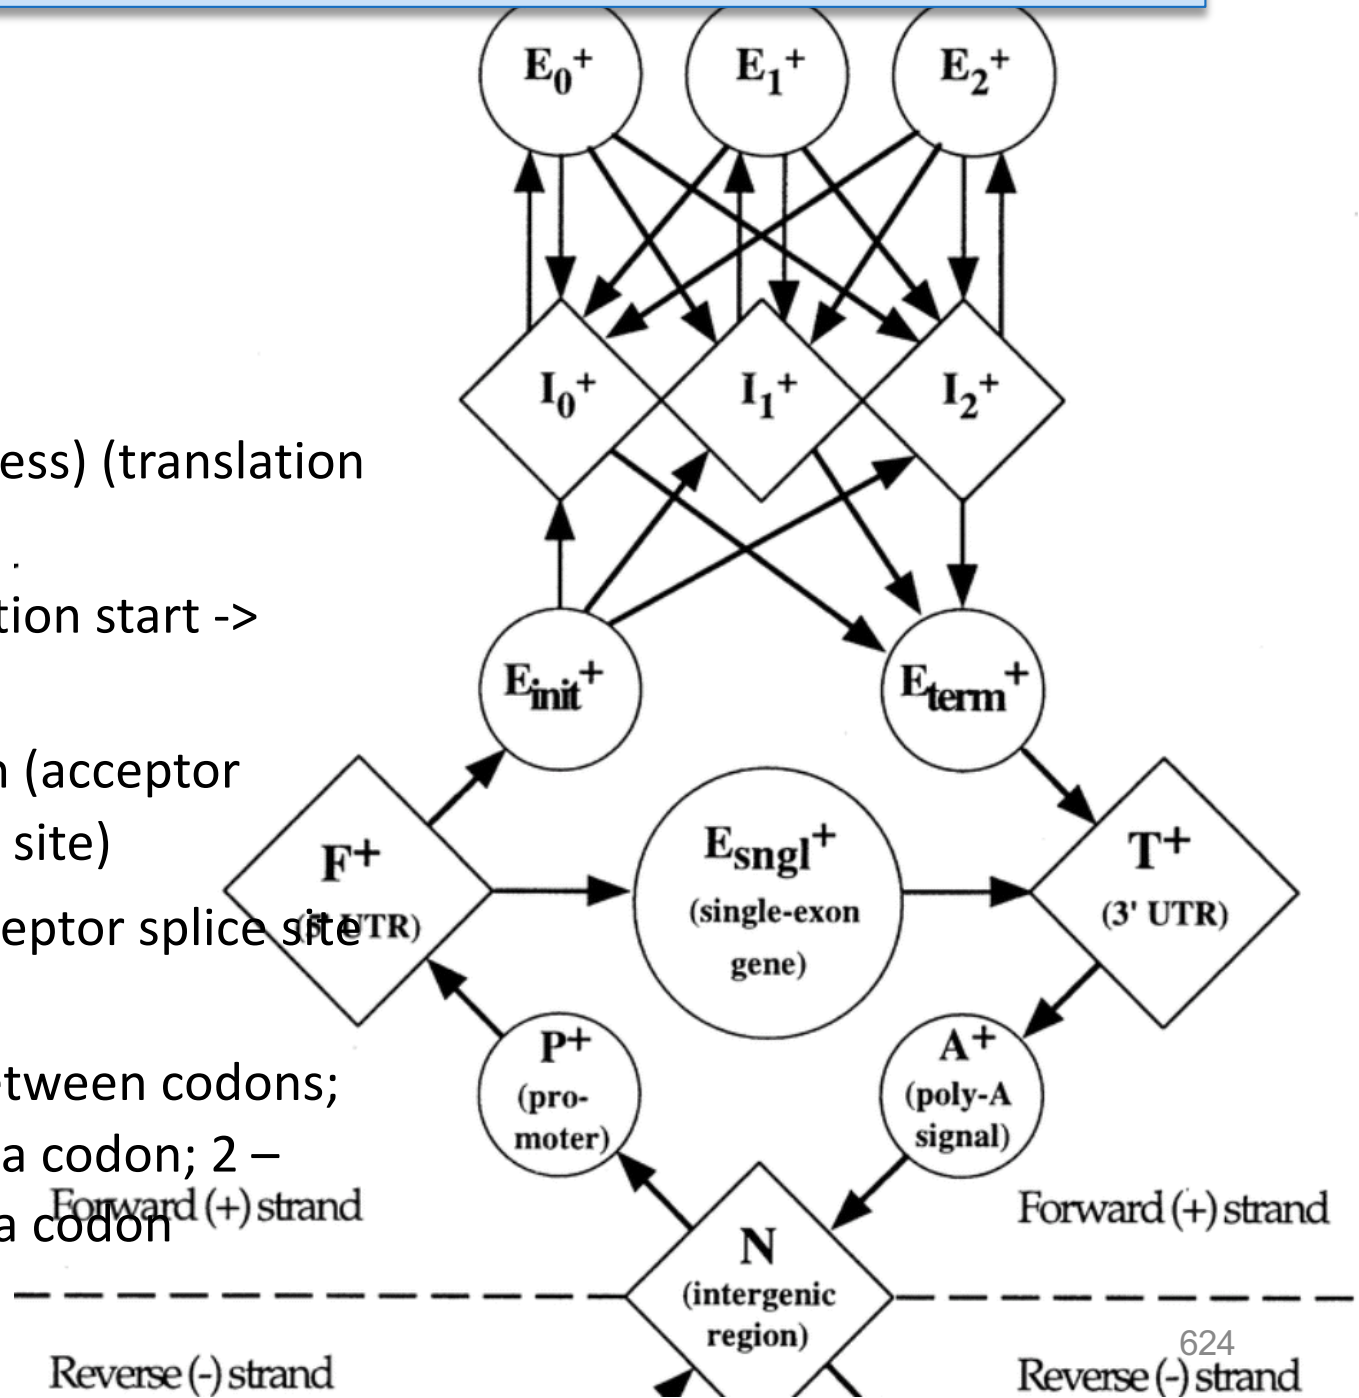 E0+ E1+ E2+
I0+ I1+ I2+
ess) (translation
.
tion start ->
Einit+ Eterm+
n (acceptor
site)
F+ Esngl+ T+
(single-exon (3' UTR)
gene)
eptor splice site
(5' UTR)
P+ A+
(pro- (poly-A
moter) signal)
etween codons;
a codon; 2 –
a codon
Forward (+) strand Forward (+) strand
N
(intergenic
region)
624
Reverse (-) strand Reverse (-) strand